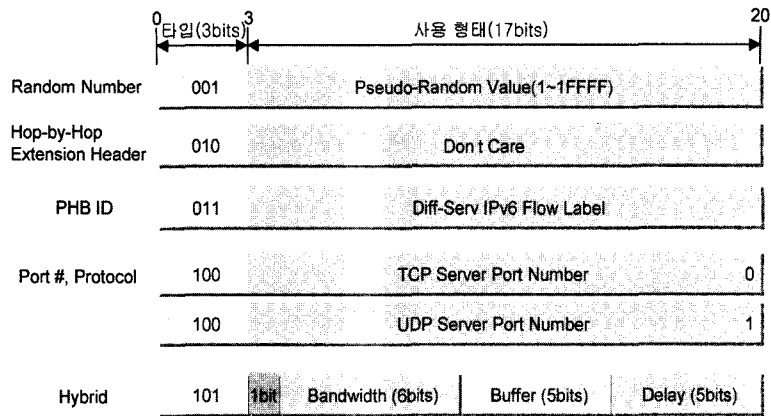 0 3 20
타입(3bits) 사용 형태(17bits)
Random Number 001 Pseudo-Random Value(1~1FFFF)
Hop-by-Hop
Extension Header 010 Don t Care
PHB ID 011 Diff-Serv IPv6 Flow Label
Port #, Protocol 100 TCP Server Port Number 0
100 UDP Server Port Number 1
Hybrid 101 1bit Bandwidth (6bits) Buffer (5bits) Delay (5bits)